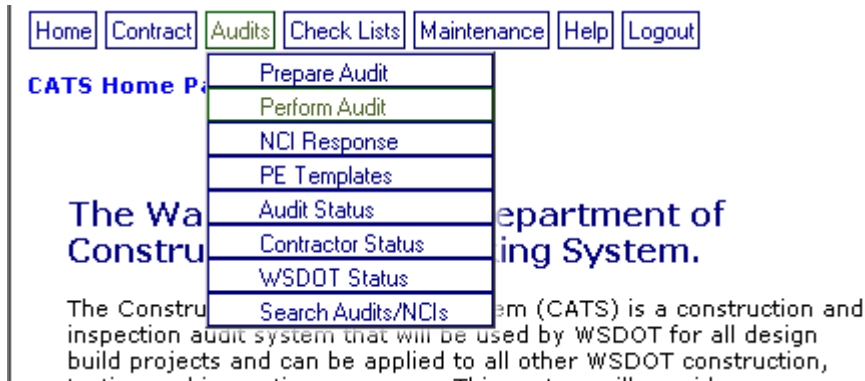 Home Contract Audits Check Lists Maintenance Help Logout
Prepare Audit
CATS Home
Perform Audit
NCI Response
PE Templates
The Wa epartment of
Audit Status
Constru ing System.
Contractor Status
WSDOT Status
The Constru em (CATS) is a construction and
Search Audits/NCIs
inspection audit system that will be used by WSDOT for all design
build projects and can be applied to all other WSDOT construction,